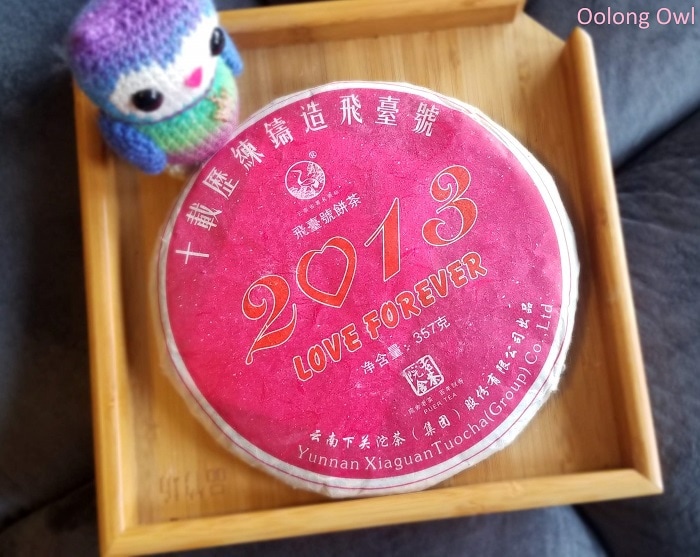 Oolong Owl
十載歷練鑄造飛臺號
®
飛臺號餅茶
2013
LOVE FOREVER
净含量：357克
PUER TEA
云南下关沱茶（集团）股份有限公司出品
Yunnan XiaguanTuocha(Group)Co.,Ltd